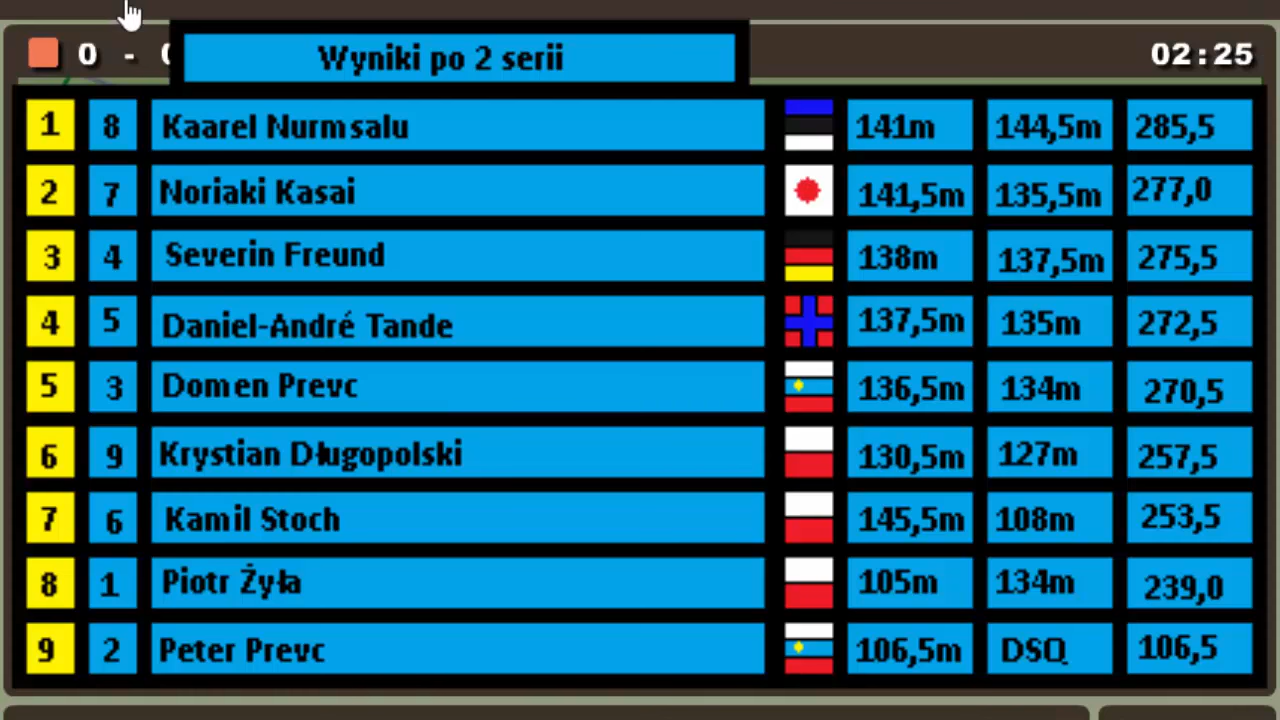 0 - 0
Wyniki po 2 serii
02:25
1 8 Kaarel Nurmsalu 141m 144,5m 285,5
2 7 Noriaki Kasai 141,5m 135,5m 277,0
3 4 Severin Freund 138m 137,5m 275,5
4 5 Daniel-André Tande 137,5m 135m 272,5
5 3 Domen Prevc 136,5m 134m 270,5
6 9 Krystian Długopolski 130,5m 127m 257,5
7 6 Kamil Stoch 145,5m 108m 253,5
8 1 Piotr Żyła 105m 134m 239,0
9 2 Peter Prevc 106,5m DSQ 106,5